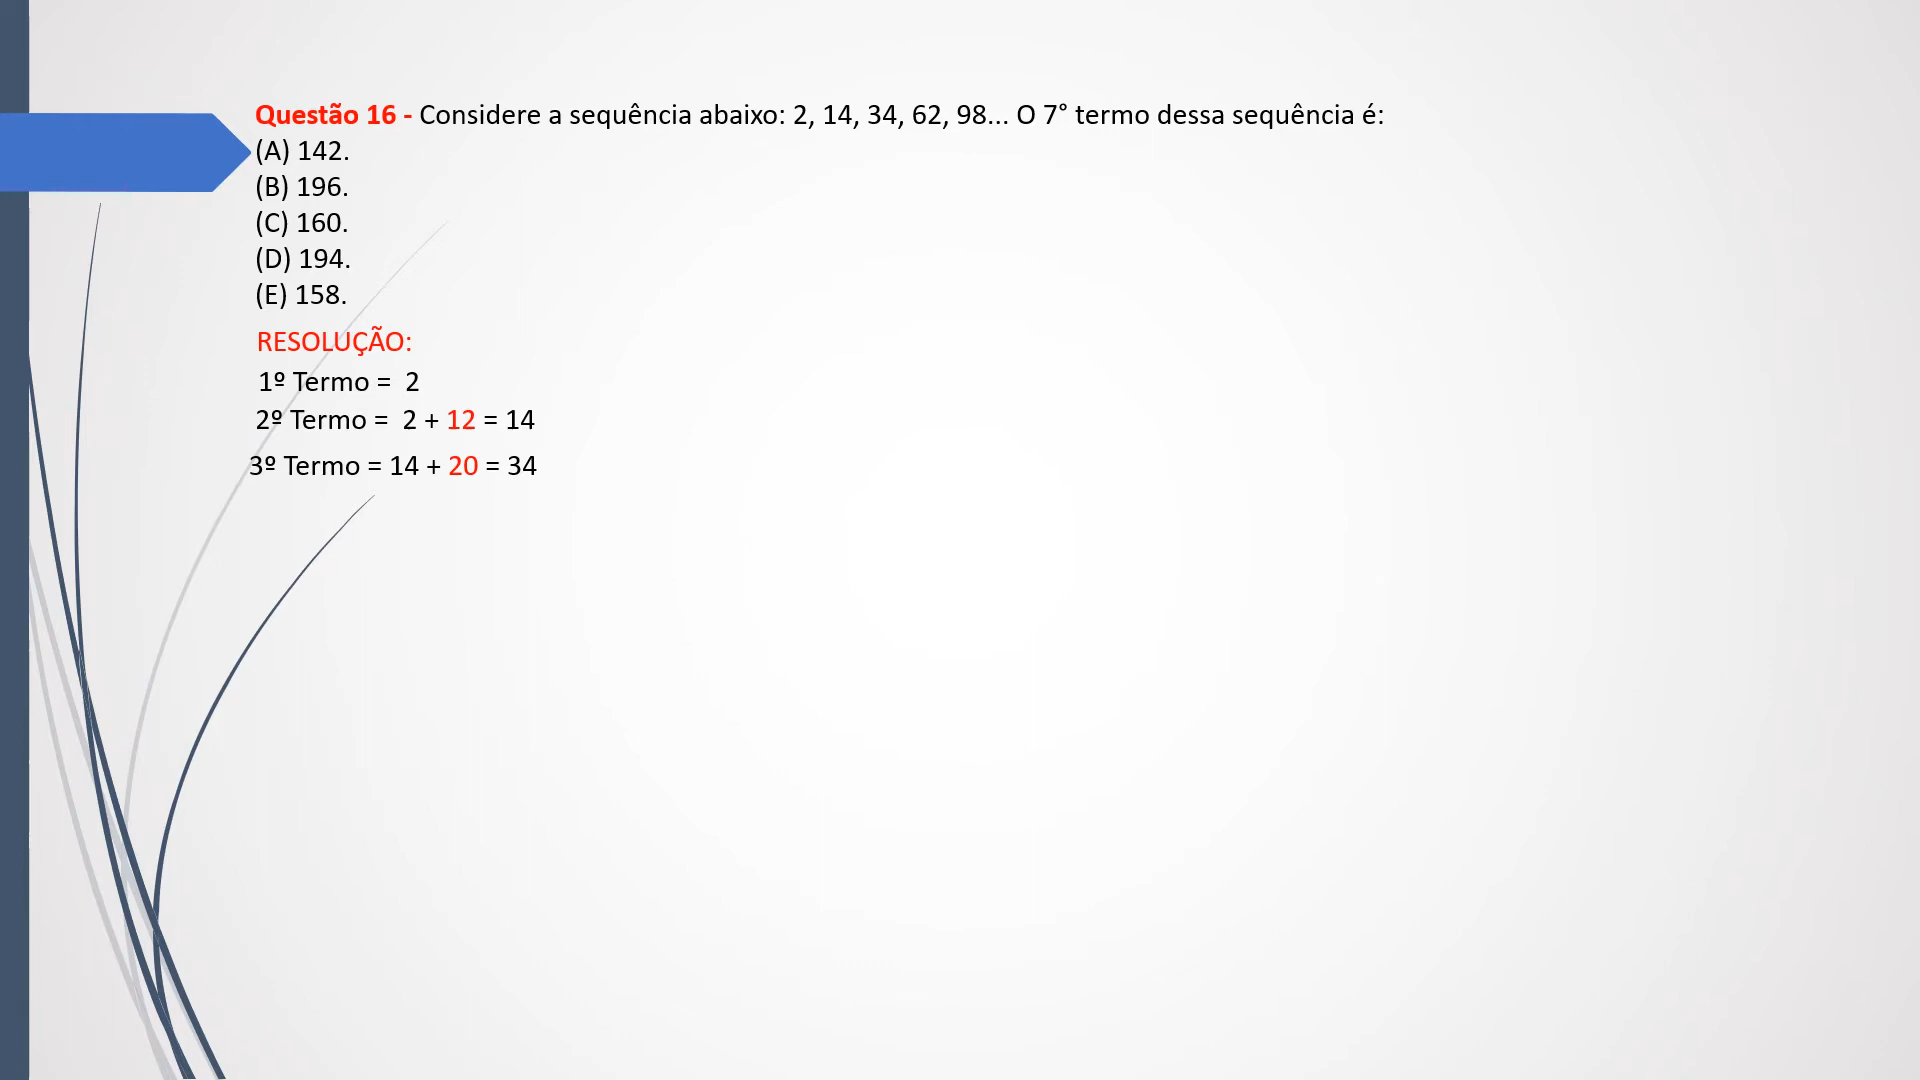 Questão 16 - Considere a sequência abaixo: 2, 14, 34, 62, 98... O 7° termo dessa sequência é:
(A) 142.
(B) 196.
(C) 160.
(D) 194.
(E) 158.
RESOLUÇÃO:
1º Termo = 2
2º Termo = 2 + 12 = 14
3º Termo = 14 + 20 = 34